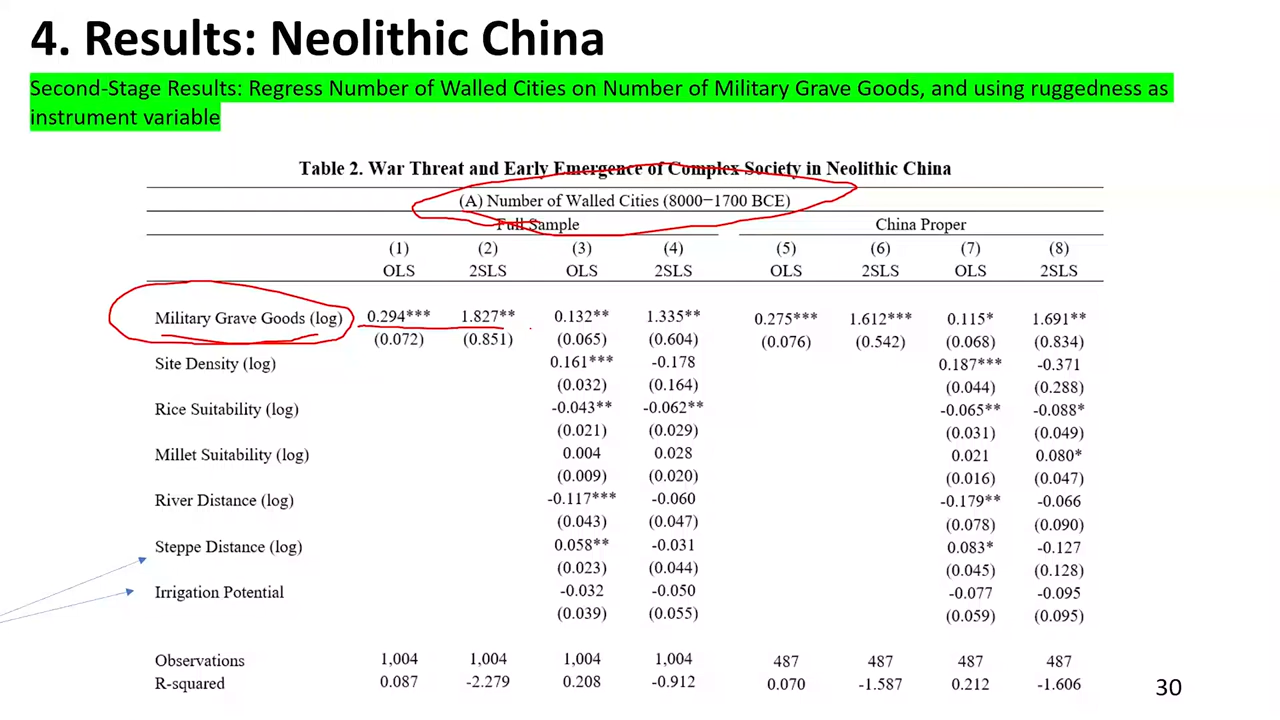 4. Results: Neolithic China
Second-Stage Results: Regress Number of Walled Cities on Number of Military Grave Goods, and using ruggedness as
instrument variable
Table 2. War Threat and Early Emergence of Complex Society in Neolithic China
(A) Number of Walled Cities (8000−1700 BCE)
Full Sample China Proper
(1) (2) (3) (4) (5) (6) (7) (8)
OLS 2SLS OLS 2SLS OLS 2SLS OLS 2SLS
Military Grave Goods (log) 0.294*** 1.827** 0.132** 1.335** 0.275*** 1.612*** 0.115* 1.691**
(0.072) (0.851) (0.065) (0.604) (0.076) (0.542) (0.068) (0.834)
Site Density (log) 0.161*** -0.178 0.187*** -0.371
(0.032) (0.164) (0.044) (0.288)
Rice Suitability (log) -0.043** -0.062** -0.065** -0.088*
(0.021) (0.029) (0.031) (0.049)
Millet Suitability (log) 0.004 0.028 0.021 0.080*
(0.009) (0.020) (0.016) (0.047)
River Distance (log) -0.117*** -0.060 -0.179** -0.066
(0.043) (0.047) (0.078) (0.090)
Steppe Distance (log) 0.058** -0.031 0.083* -0.127
(0.023) (0.044) (0.045) (0.128)
Irrigation Potential -0.032 -0.050 -0.077 -0.095
(0.039) (0.055) (0.059) (0.095)
Observations 1,004 1,004 1,004 1,004 487 487 487 487
R-squared 0.087 -2.279 0.208 -0.912 0.070 -1.587 0.212 -1.606
30